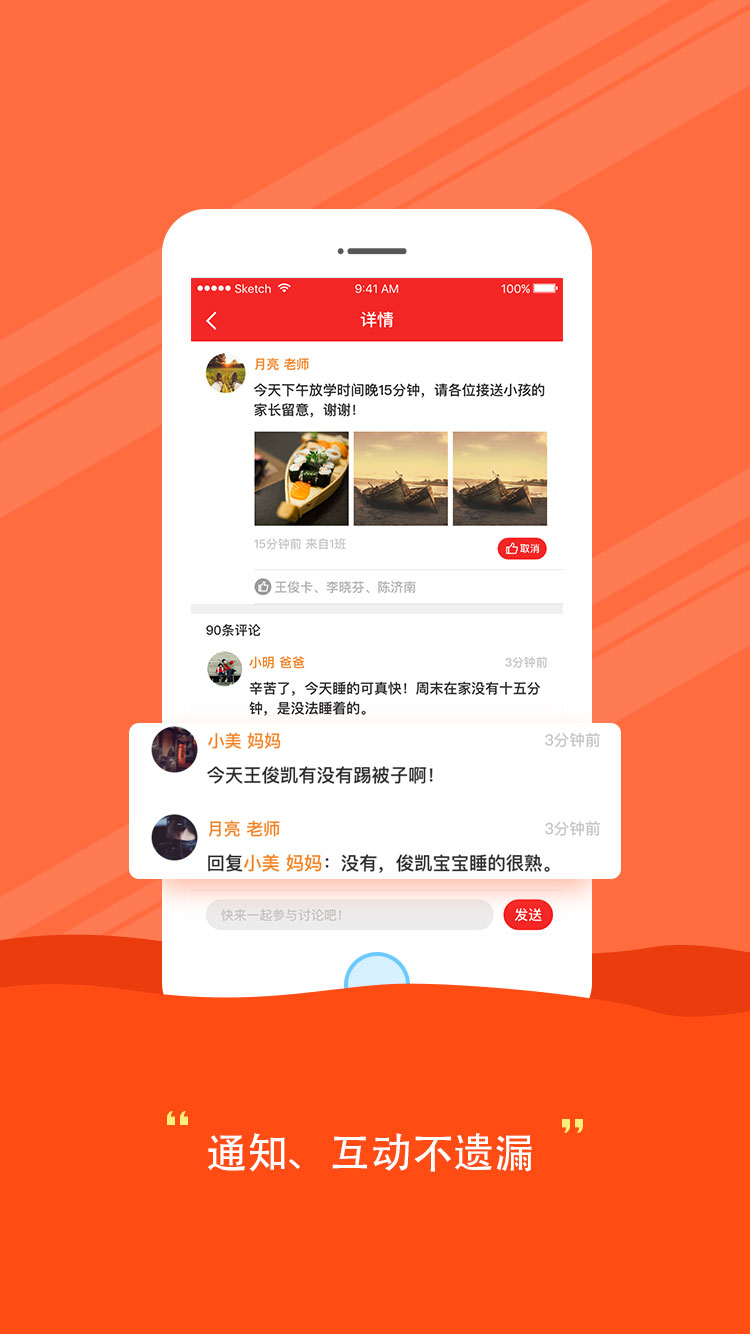 Sketch 9:41 AM 100%
详情
月亮 老师
今天下午放学时间晚15分钟，请各位接送小孩的
家长留意，谢谢！
15分钟前 来自1班 取消
王俊卡、李晓芬、陈济南
90条评论
小明 爸爸 3分钟前
辛苦了，今天睡的可真快！周末在家没有十五分
钟，是没法睡着的。
小美 妈妈 3分钟前
今天王俊凯有没有踢被子啊！
月亮 老师 3分钟前
回复小美 妈妈：没有，俊凯宝宝睡的很熟。
快来一起参与讨论吧！ 发送
“通知、互动不遗漏”